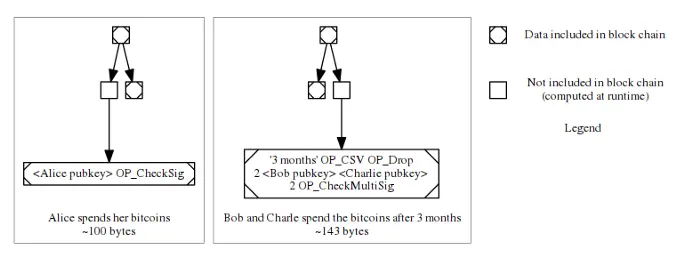 <Alice pubkey> OP_CheckSig
Alice spends her bitcoins
~100 bytes
'3 months' OP_CSV OP_Drop
2 <Bob pubkey> <Charlie pubkey>
2 OP_CheckMultiSig
Bob and Charle spend the bitcoins after 3 months
~143 bytes
Data included in block chain
Not included in block chain
(computed at runtime)
Legend